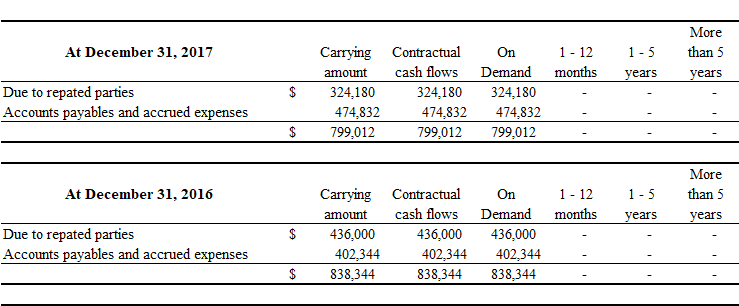 More
At December 31, 2017 Carrying Contractual On 1 - 12 1 - 5 than 5
amount cash flows Demand months years years
Due to repated parties $ 324,180 324,180 324,180 - - -
Accounts payables and accrued expenses 474,832 474,832 474,832 - - -
$ 799,012 799,012 799,012 - - -
More
At December 31, 2016 Carrying Contractual On 1 - 12 1 - 5 than 5
amount cash flows Demand months years years
Due to repated parties $ 436,000 436,000 436,000 - - -
Accounts payables and accrued expenses 402,344 402,344 402,344 - - -
$ 838,344 838,344 838,344 - - -